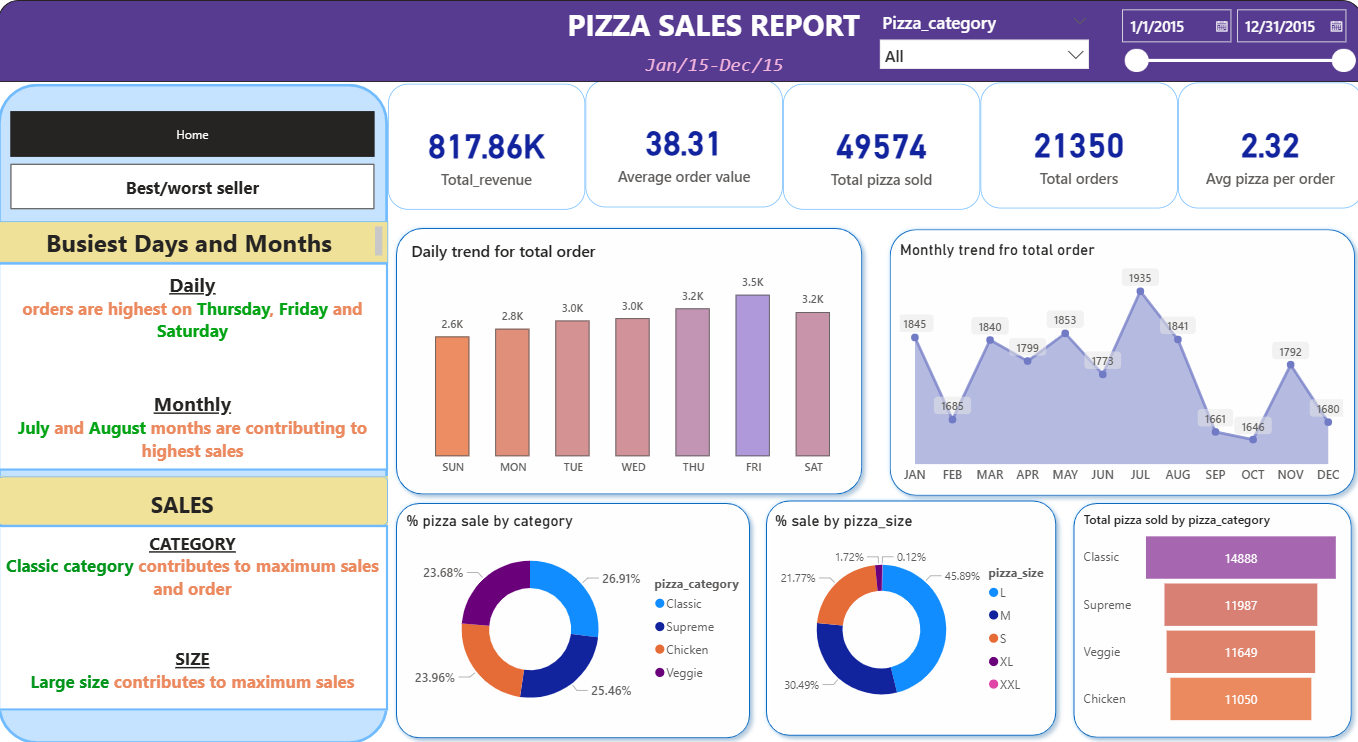 PIZZA SALES REPORT
Jan/15-Dec/15
Pizza_category
All
1/1/2015
12/31/2015
Home
Best/worst seller
817.86K
Total_revenue
38.31
Average order value
49574
Total pizza sold
21350
Total orders
2.32
Avg pizza per order
Busiest Days and Months
Daily
orders are highest on Thursday, Friday and
Saturday
Monthly
July and August months are contributing to
highest sales
SALES
CATEGORY
Classic category contributes to maximum sales
and order
SIZE
Large size contributes to maximum sales
Daily trend for total order
2.6K
2.8K
3.0K
3.0K
3.2K
3.5K
3.2K
SUN
MON
TUE
WED
THU
FRI
SAT
Monthly trend fro total order
1845
1685
1840
1799
1853
1773
1935
1841
1661
1646
1792
1680
JAN
FEB
MAR
APR
MAY
JUN
JUL
AUG
SEP
OCT
NOV
DEC
% pizza sale by category
23.68%
26.91%
23.96%
25.46%
pizza_category
Classic
Supreme
Chicken
Veggie
% sale by pizza_size
1.72%
0.12%
21.77%
45.89%
30.49%
pizza_size
L
M
S
XL
XXL
Total pizza sold by pizza_category
Classic
14888
Supreme
11987
Veggie
11649
Chicken
11050